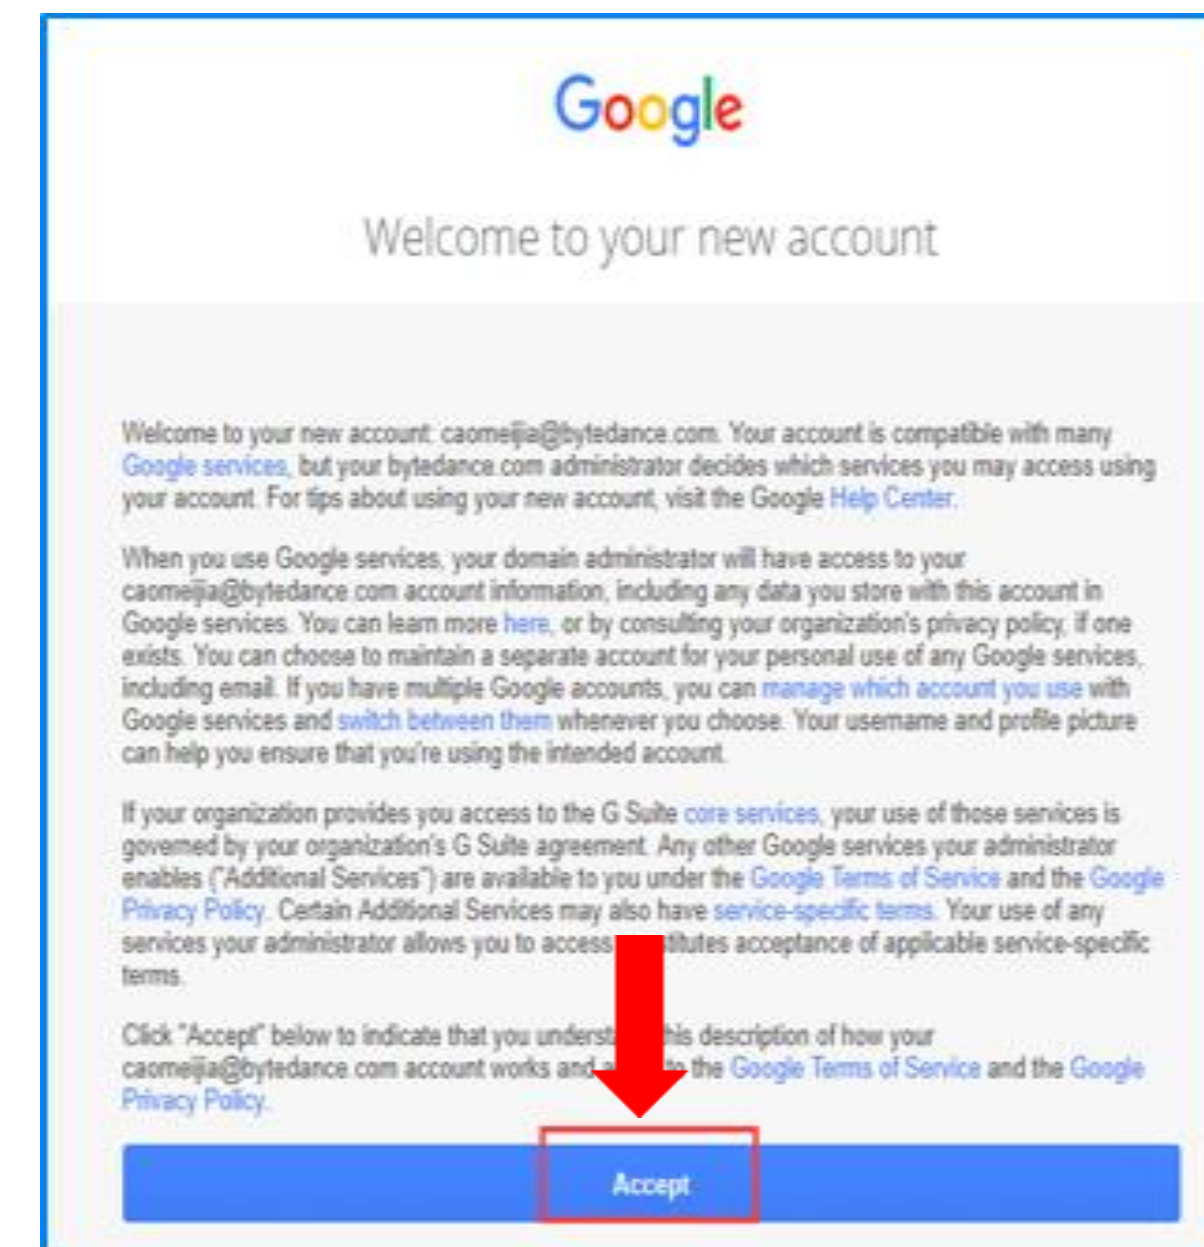 Google
Welcome to your new account
Welcome to your new account: caomeijia@bytedance.com. Your account is compatible with many
Google services, but your bytedance.com administrator decides which services you may access using
your account. For tips about using your new account, visit the Google Help Center.
When you use Google services, your domain administrator will have access to your
caomeijia@bytedance.com account information, including any data you store with this account in
Google services. You can learn more here, or by consulting your organization's privacy policy, if one
exists. You can choose to maintain a separate account for your personal use of any Google services,
including email. If you have multiple Google accounts, you can manage which account you use with
Google services and switch between them whenever you choose. Your username and profile picture
can help you ensure that you're using the intended account.
If your organization provides you access to the G Suite core services, your use of those services is
governed by your organization's G Suite agreement. Any other Google services your administrator
enables ("Additional Services") are available to you under the Google Terms of Service and the Google
Privacy Policy. Certain Additional Services may also have service-specific terms. Your use of any
services your administrator allows you to access stitutes acceptance of applicable service-specific
terms.
Click "Accept" below to indicate that you underst his description of how your
caomeijia@bytedance.com account works and a to the Google Terms of Service and the Google
Privacy Policy.
Accept